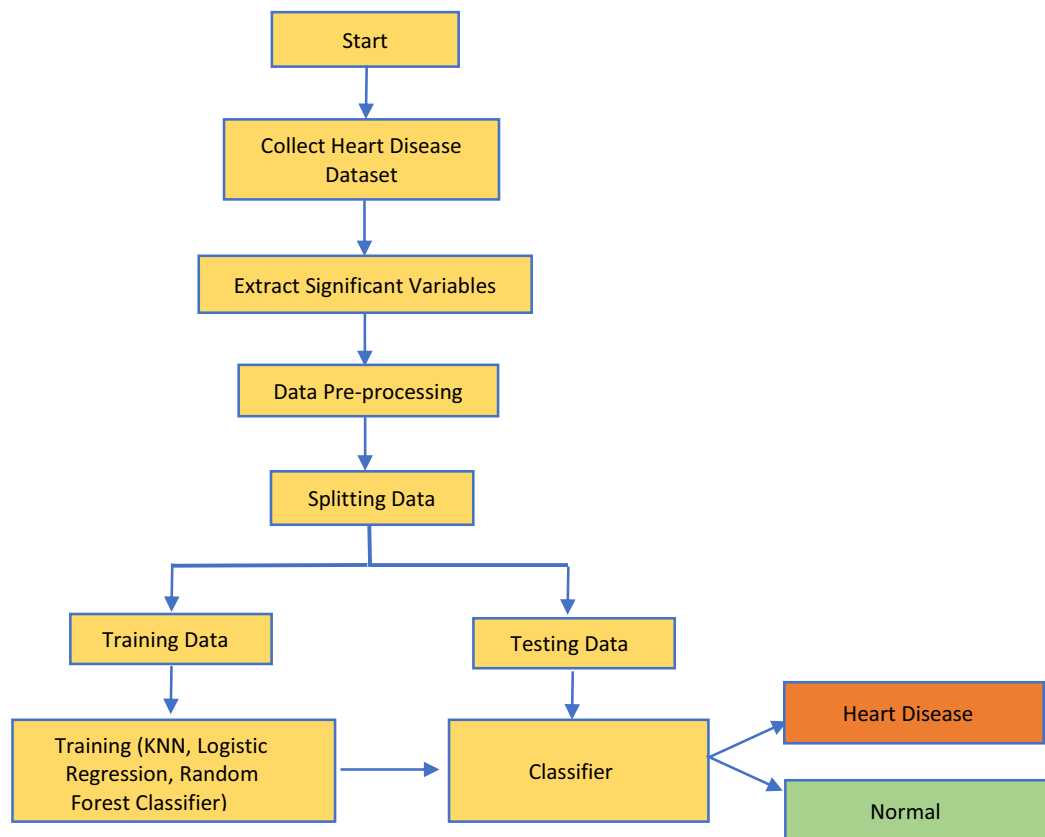 Start
Collect Heart Disease
Dataset
Extract Significant Variables
Data Pre-processing
Splitting Data
Training Data
Testing Data
Training (KNN, Logistic
Regression, Random
Forest Classifier)
Classifier
Heart Disease
Normal